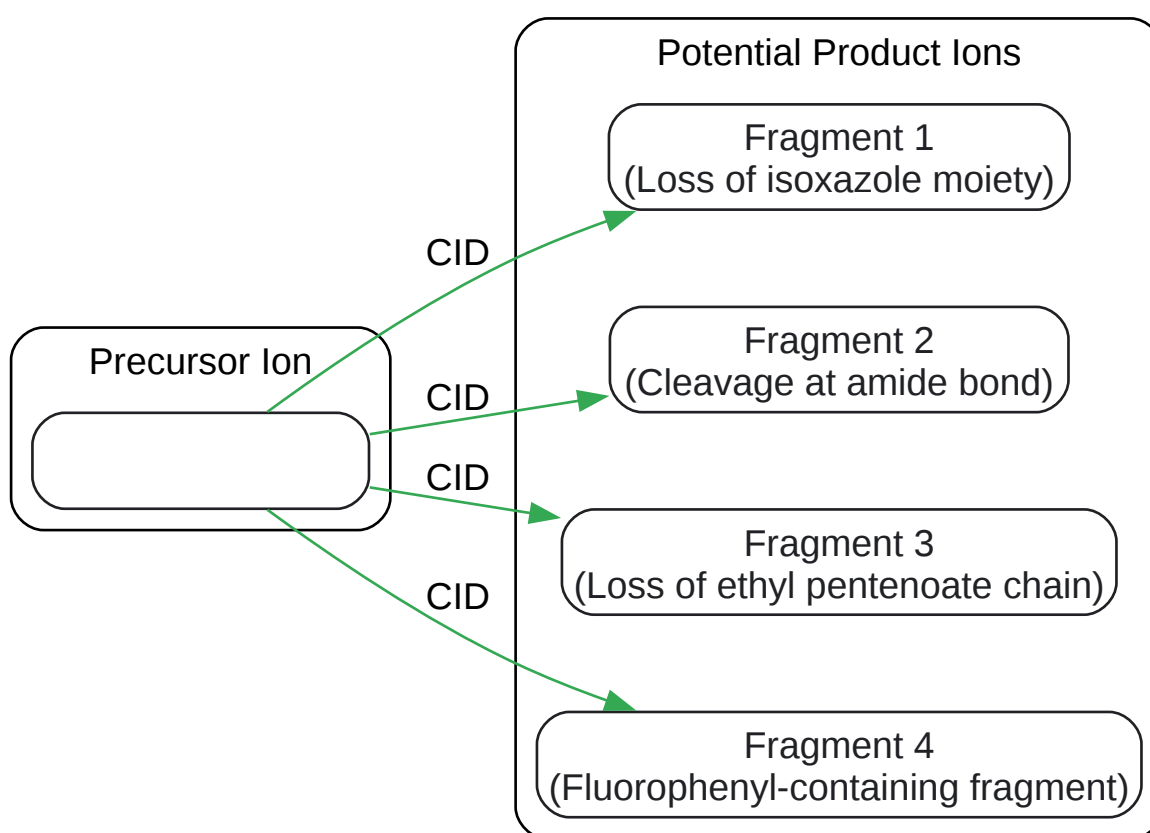 Potential Product Ions
Fragment 1
(Loss of isoxazole moiety)
CID
Fragment 2
(Cleavage at amide bond)
Precursor Ion
CID
CID
Fragment 3
(Loss of ethyl pentenoate chain)
CID
Fragment 4
(Fluorophenyl-containing fragment)